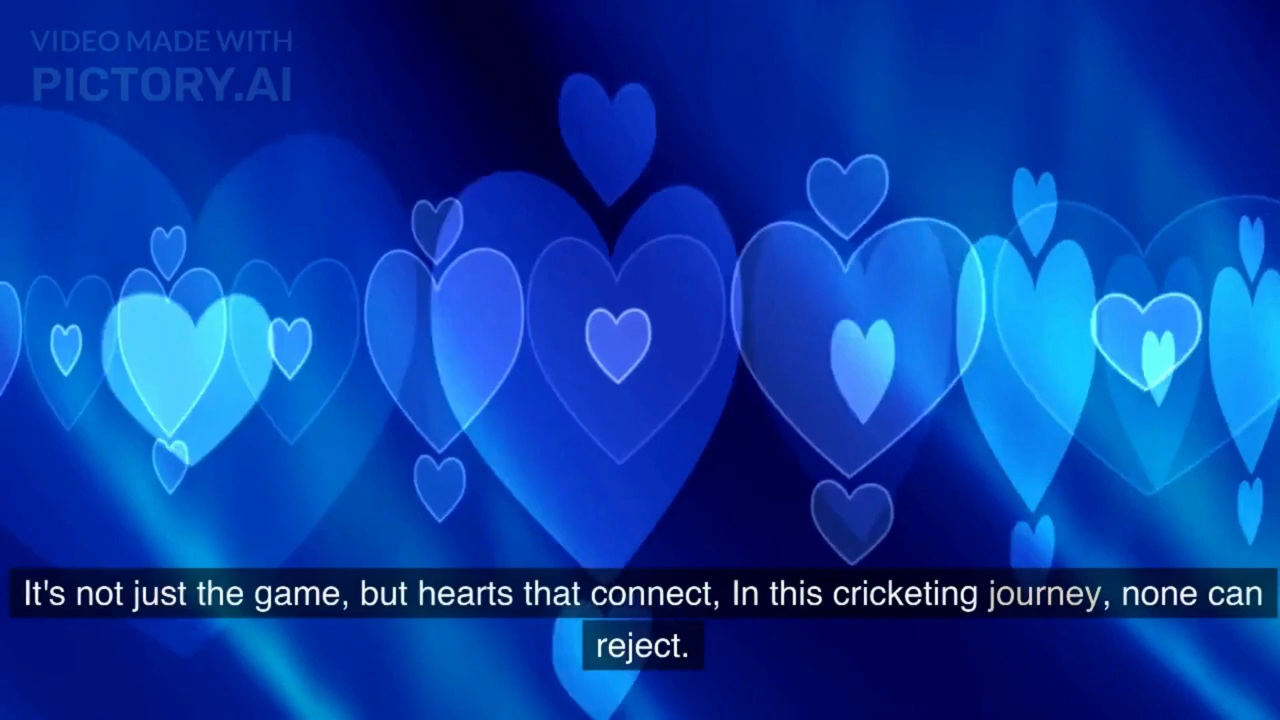 VIDEO MADE WITH
PICTORY.AI
It's not just the game, but hearts that connect, In this cricketing journey, none can
reject.